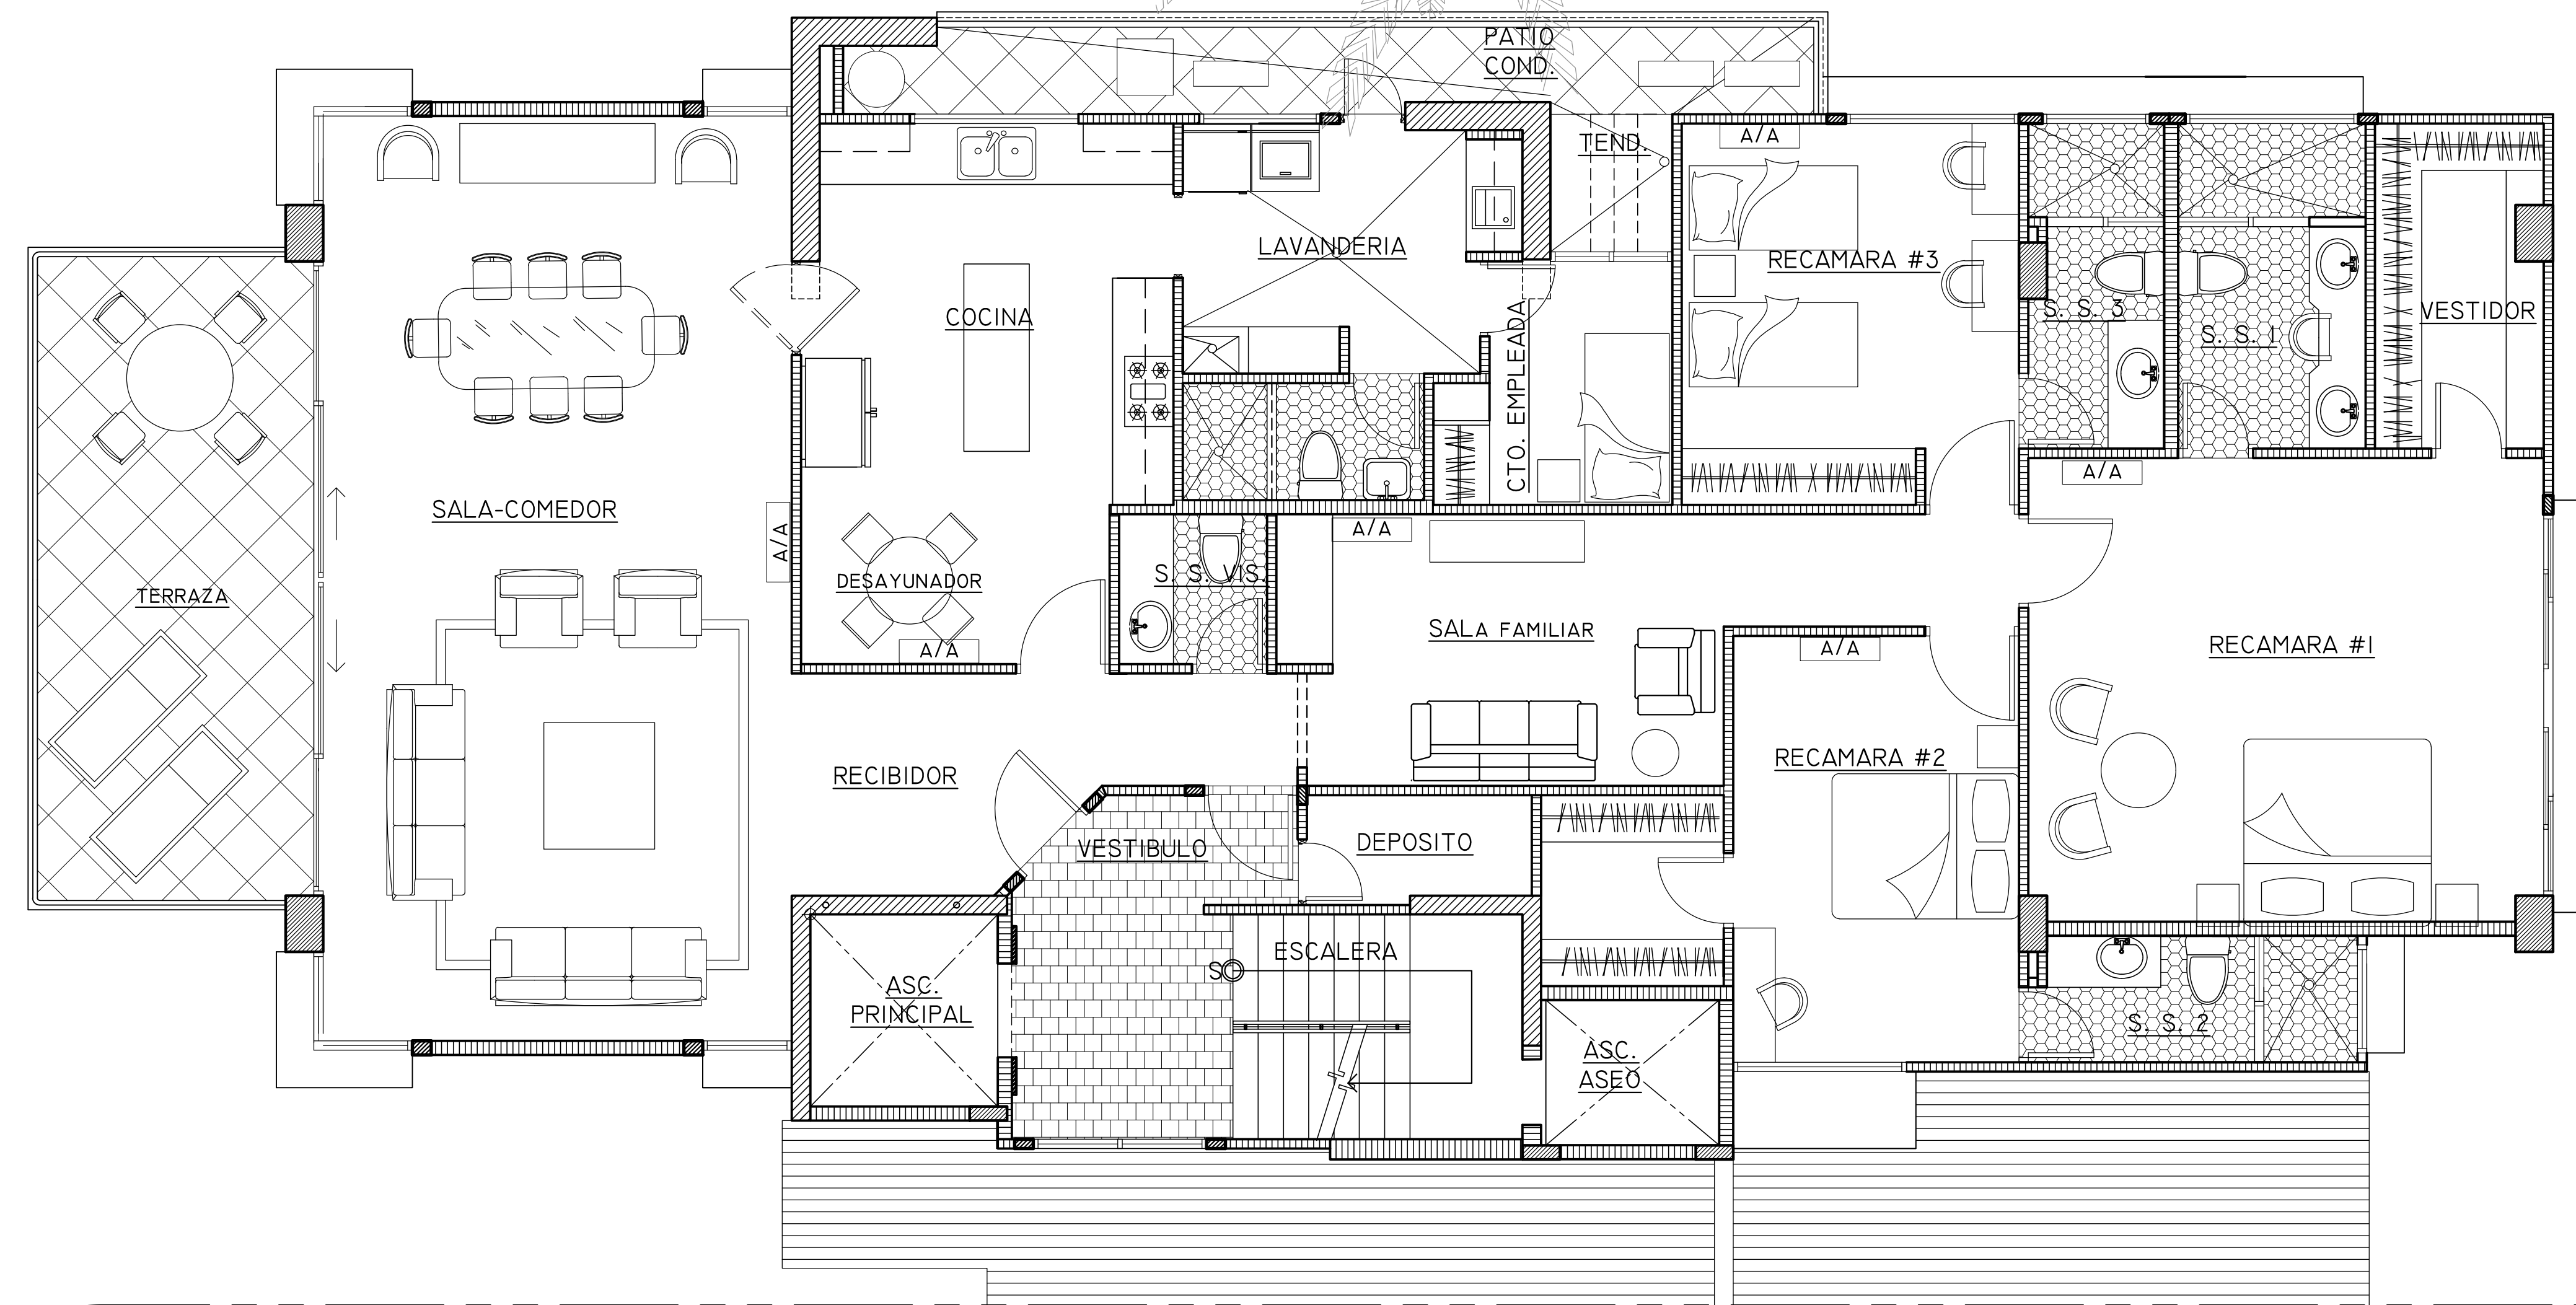 PATIO
COND.
TEND.
A/A
LAVANDERIA
RECAMARA #3
COCINA
S. S. 3
S. S. 1
VESTIDOR
CTO. EMPLEADA
A/A
SALA-COMEDOR
A/A
A/A
S. S. VIS.
DESAYUNADOR
TERRAZA
SALA FAMILIAR
A/A
A/A
RECAMARA #1
RECIBIDOR
RECAMARA #2
VESTIBULO
DEPOSITO
ESCALERA
S
ASC.
PRINCIPAL
ASC.
ASEO
S. S. 2